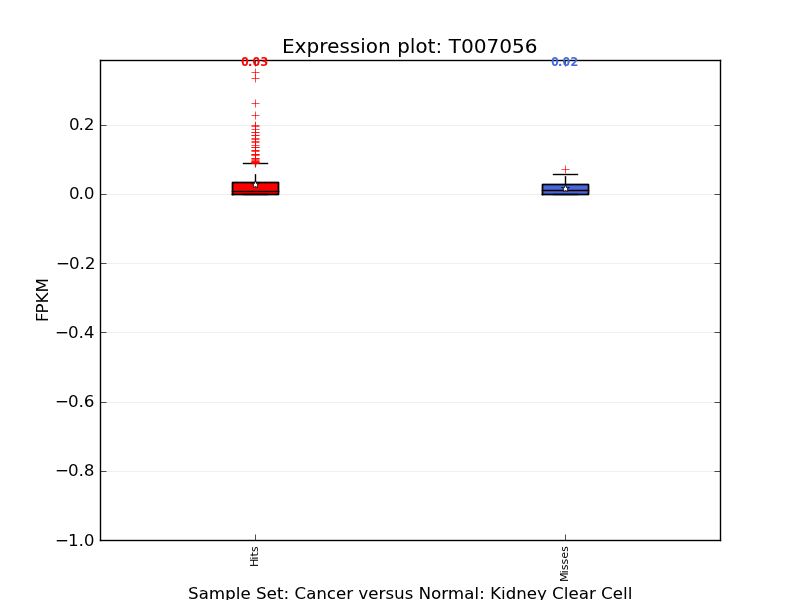 Expression plot: T007056
0.03 0.02
0.2
0.0
−0.2
−0.4
−0.6
−0.8
−1.0
FPKM
Hits
Misses
Sample Set: Cancer versus Normal: Kidney Clear Cell